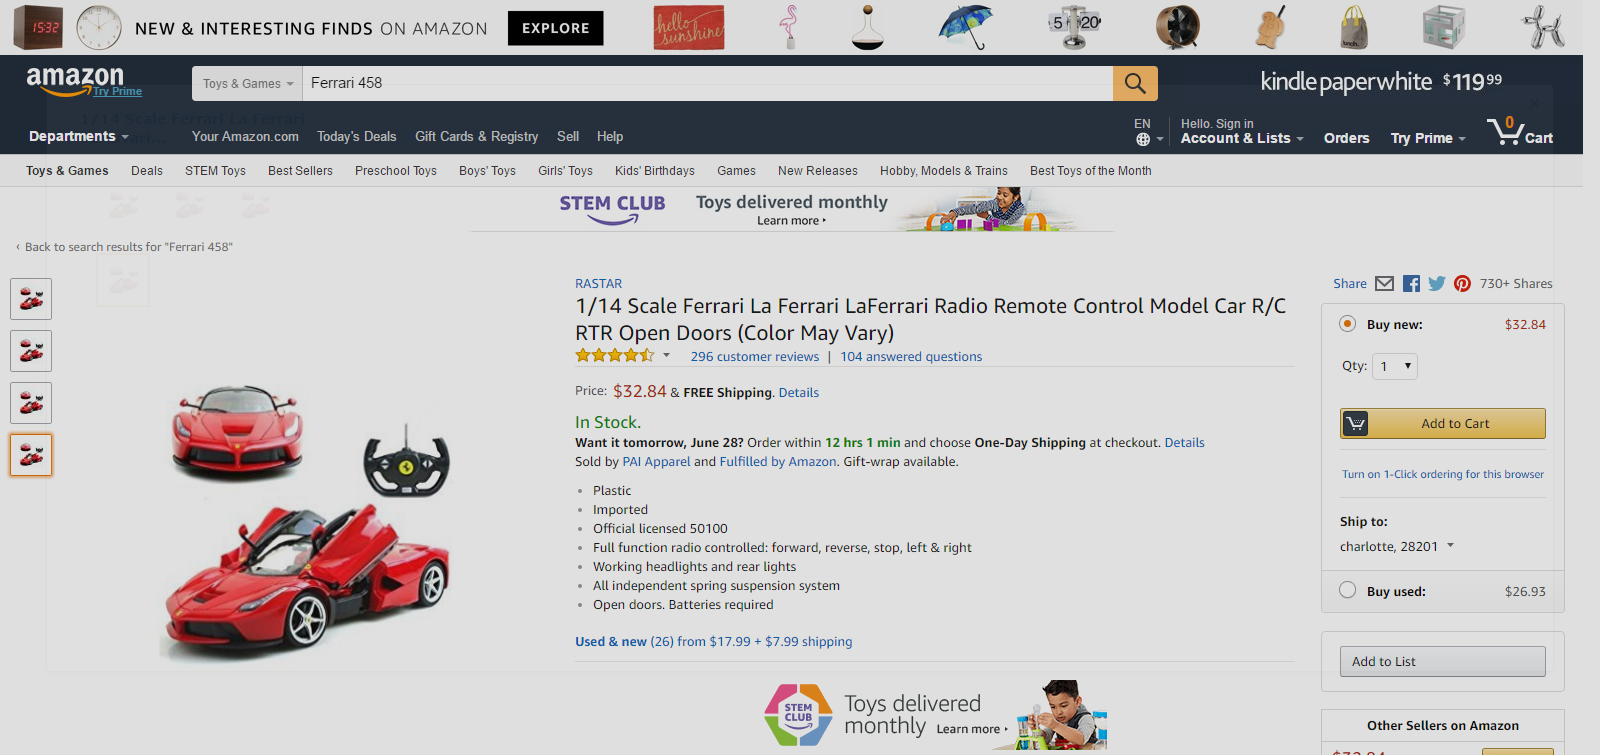 15:32
NEW & INTERESTING FINDS ON AMAZON
EXPLORE
hello
sunshine
5 20
lunch.
amazon
Try Prime
Toys & Games
Ferrari 458
kindle paperwhite $119 99
1/14 Scale Ferrari La Ferrari
Departments
Your Amazon.com
Today's Deals
Gift Cards & Registry
Sell
Help
EN
Hello. Sign in
Account & Lists
Orders
Try Prime
0
Cart
Toys & Games
Deals
STEM Toys
Best Sellers
Preschool Toys
Boys' Toys
Girls' Toys
Kids' Birthdays
Games
New Releases
Hobby, Models & Trains
Best Toys of the Month
STEM CLUB
Toys delivered monthly
Learn more ›
‹ Back to search results for "Ferrari 458"
RASTAR
1/14 Scale Ferrari La Ferrari LaFerrari Radio Remote Control Model Car R/C
RTR Open Doors (Color May Vary)
296 customer reviews | 104 answered questions
Price: $32.84 & FREE Shipping. Details
In Stock.
Want it tomorrow, June 28? Order within 12 hrs 1 min and choose One-Day Shipping at checkout. Details
Sold by PAI Apparel and Fulfilled by Amazon. Gift-wrap available.
• Plastic
• Imported
• Official licensed 50100
• Full function radio controlled: forward, reverse, stop, left & right
• Working headlights and rear lights
• All independent spring suspension system
• Open doors. Batteries required
Used & new (26) from $17.99 + $7.99 shipping
Share
730+ Shares
Buy new:
$32.84
Qty: 1
Add to Cart
Turn on 1-Click ordering for this browser
Ship to:
charlotte, 28201
Buy used:
$26.93
Add to List
STEM
CLUB
Toys delivered
monthly
Learn more ›
Other Sellers on Amazon
$32.84